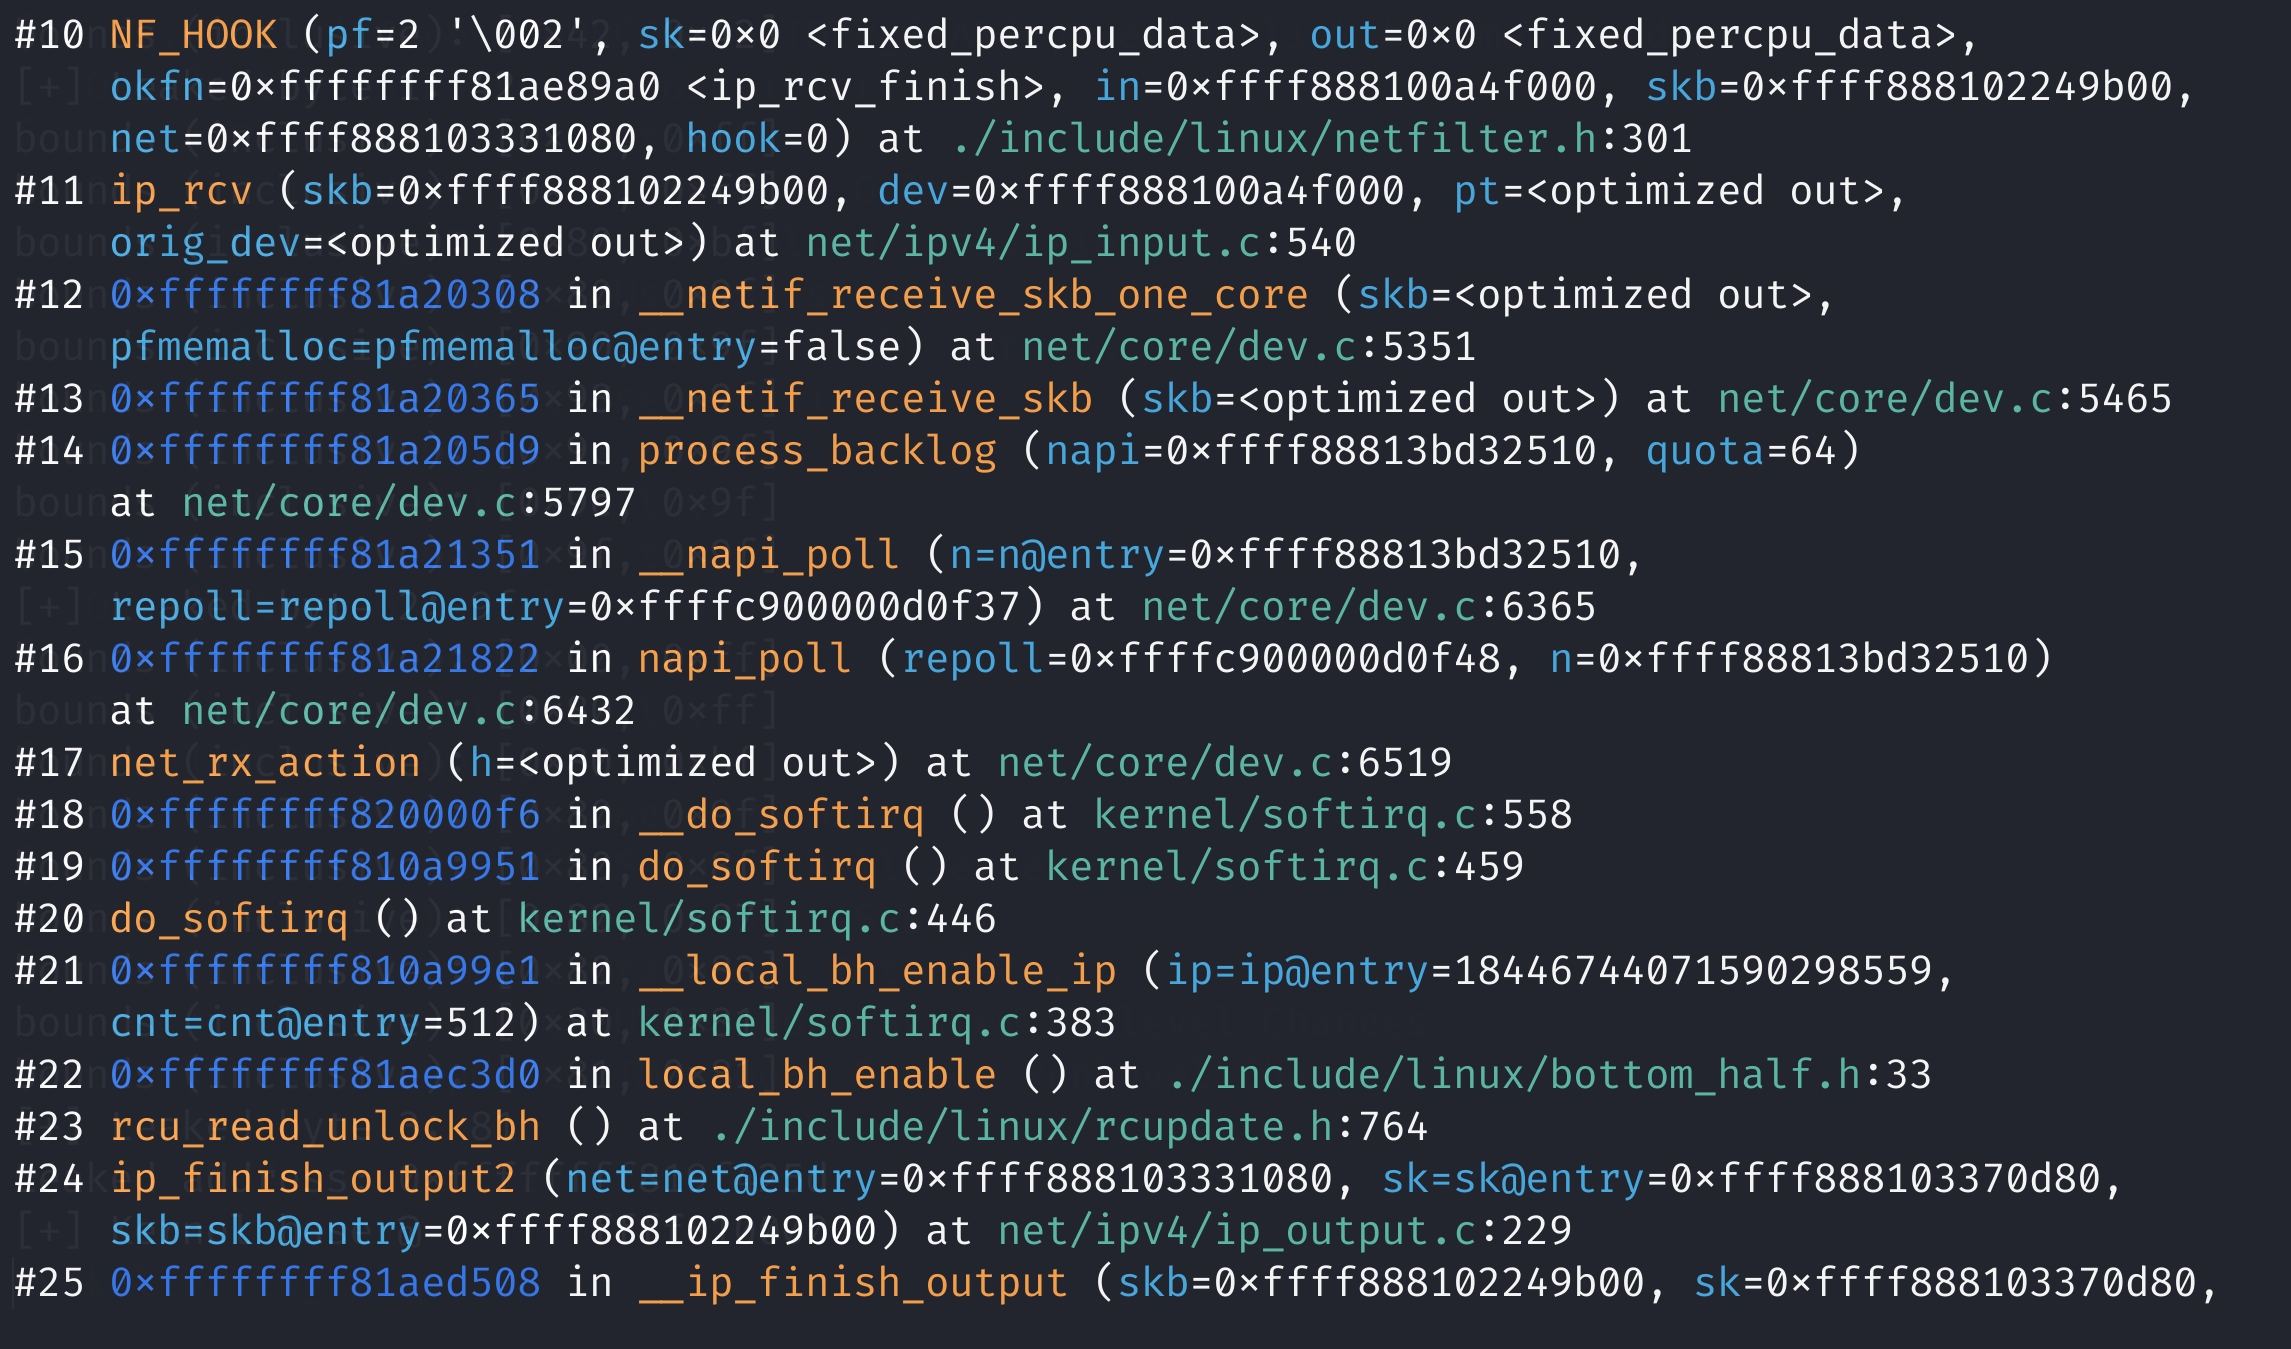 #10 NF_HOOK (pf=2 '\002', sk=0×0 <fixed_percpu_data>, out=0×0 <fixed_percpu_data>,
okfn=0×ffffffff81ae89a0 <ip_rcv_finish>, in=0×ffff888100a4f000, skb=0×ffff888102249b00,
net=0×ffff888103331080, hook=0) at ./include/linux/netfilter.h:301
#11 ip_rcv (skb=0×ffff888102249b00, dev=0×ffff888100a4f000, pt=<optimized out>,
orig_dev=<optimized out>) at net/ipv4/ip_input.c:540
#12 0×ffffffff81a20308 in __netif_receive_skb_one_core (skb=<optimized out>,
pfmemalloc=pfmemalloc@entry=false) at net/core/dev.c:5351
#13 0×ffffffff81a20365 in __netif_receive_skb (skb=<optimized out>) at net/core/dev.c:5465
#14 0×ffffffff81a205d9 in process_backlog (napi=0×ffff88813bd32510, quota=64)
at net/core/dev.c:5797
#15 0×ffffffff81a21351 in __napi_poll (n=n@entry=0×ffff88813bd32510,
repoll=repoll@entry=0×ffffc900000d0f37) at net/core/dev.c:6365
#16 0×ffffffff81a21822 in napi_poll (repoll=0×ffffc900000d0f48, n=0×ffff88813bd32510)
at net/core/dev.c:6432
#17 net_rx_action (h=<optimized out>) at net/core/dev.c:6519
#18 0×ffffffff820000f6 in __do_softirq () at kernel/softirq.c:558
#19 0×ffffffff810a9951 in do_softirq () at kernel/softirq.c:459
#20 do_softirq () at kernel/softirq.c:446
#21 0×ffffffff810a99e1 in __local_bh_enable_ip (ip=ip@entry=18446744071590298559,
cnt=cnt@entry=512) at kernel/softirq.c:383
#22 0×ffffffff81aec3d0 in local_bh_enable () at ./include/linux/bottom_half.h:33
#23 rcu_read_unlock_bh () at ./include/linux/rcupdate.h:764
#24 ip_finish_output2 (net=net@entry=0×ffff888103331080, sk=sk@entry=0×ffff888103370d80,
skb=skb@entry=0×ffff888102249b00) at net/ipv4/ip_output.c:229
#25 0×ffffffff81aed508 in __ip_finish_output (skb=0×ffff888102249b00, sk=0×ffff888103370d80,